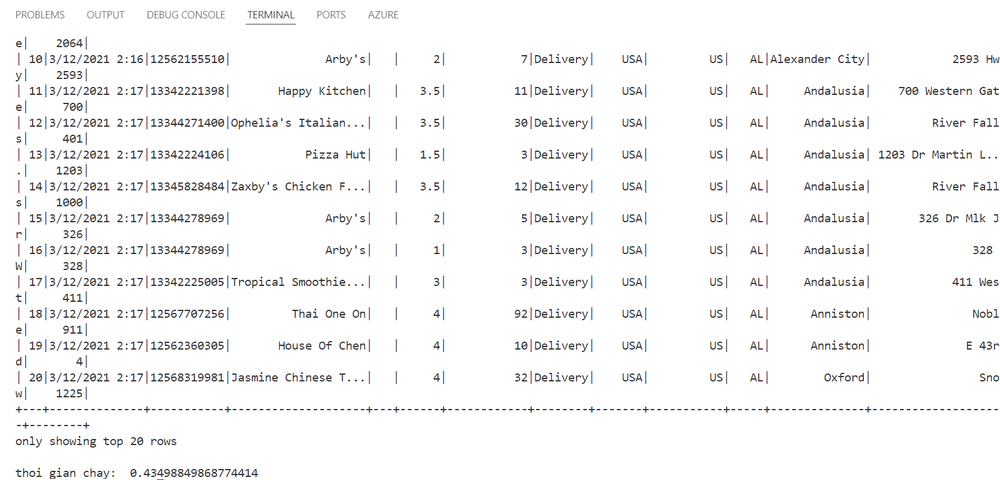 PROBLEMS OUTPUT DEBUG CONSOLE TERMINAL PORTS AZURE
e|    2064|
| 10|3/12/2021 2:16|12562155510|              Arby's|   |     2|           7|Delivery|    USA|         US|   AL|Alexander City|            2593 Hw
y|    2593|
| 11|3/12/2021 2:17|13342221398|       Happy Kitchen|   |   3.5|          11|Delivery|    USA|         US|   AL|     Andalusia|    700 Western Gat
e|     700|
| 12|3/12/2021 2:17|13344271400|Ophelia's Italian...|   |   3.5|          30|Delivery|    USA|         US|   AL|     Andalusia|         River Fall
s|     401|
| 13|3/12/2021 2:17|13342224106|           Pizza Hut|   |   1.5|           3|Delivery|    USA|         US|   AL|     Andalusia| 1203 Dr Martin L..
.|    1203|
| 14|3/12/2021 2:17|13345828484|Zaxby's Chicken F...|   |   3.5|          12|Delivery|    USA|         US|   AL|     Andalusia|         River Fall
s|    1000|
| 15|3/12/2021 2:17|13344278969|              Arby's|   |     2|           5|Delivery|    USA|         US|   AL|     Andalusia|       326 Dr Mlk J
r|     326|
| 16|3/12/2021 2:17|13344278969|              Arby's|   |     1|           3|Delivery|    USA|         US|   AL|     Andalusia|               328 
W|     328|
| 17|3/12/2021 2:17|13342225005|Tropical Smoothie...|   |     3|           3|Delivery|    USA|         US|   AL|     Andalusia|            411 Wes
t|     411|
| 18|3/12/2021 2:17|12567707256|         Thai One On|   |     4|          92|Delivery|    USA|         US|   AL|      Anniston|               Nobl
e|     911|
| 19|3/12/2021 2:17|12562360305|       House Of Chen|   |     4|          10|Delivery|    USA|         US|   AL|      Anniston|              E 43r
d|       4|
| 20|3/12/2021 2:17|12568319981|Jasmine Chinese T...|   |     4|          32|Delivery|    USA|         US|   AL|        Oxford|                Sno
w|    1225|
+---+--------------+-----------+--------------------+---+------+------------+--------+-------+-----------+-----+--------------+-------------------
-+--------+
only showing top 20 rows
thoi gian chay:  0.43498849868774414